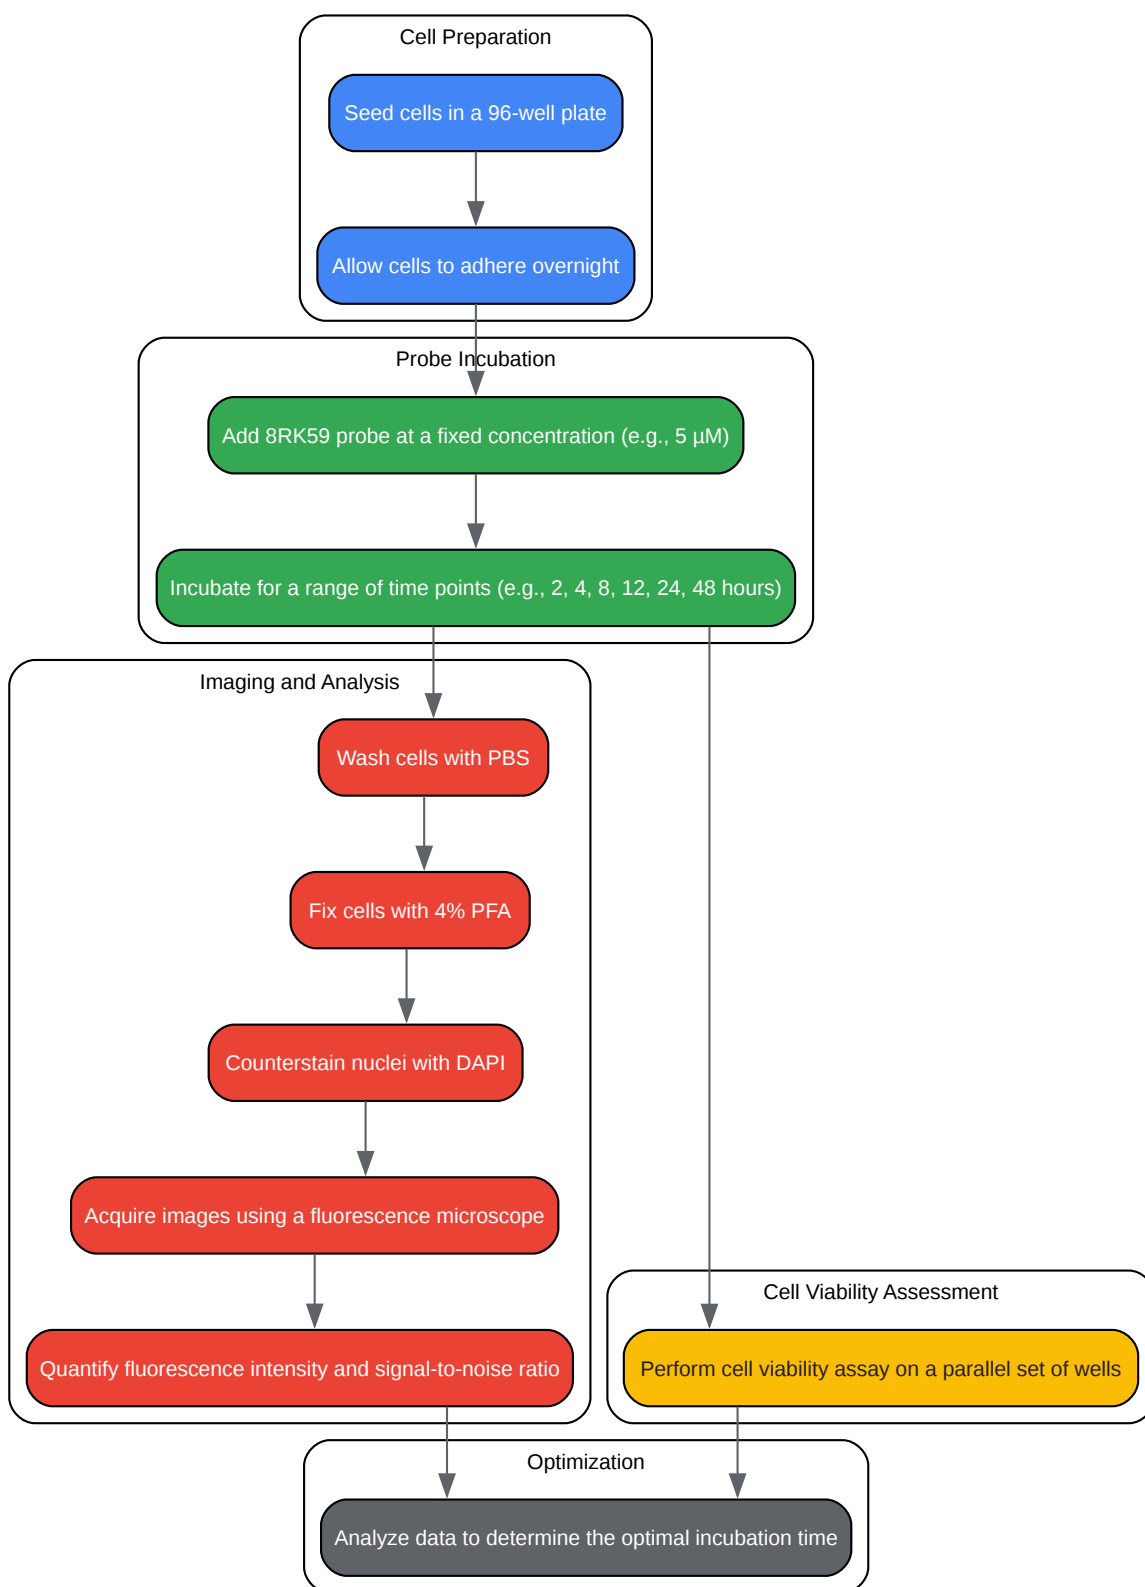 Cell Preparation
Seed cells in a 96-well plate
Allow cells to adhere overnight
Probe Incubation
Add 8RK59 probe at a fixed concentration (e.g., 5 µM)
Incubate for a range of time points (e.g., 2, 4, 8, 12, 24, 48 hours)
Imaging and Analysis
Wash cells with PBS
Fix cells with 4% PFA
Counterstain nuclei with DAPI
Acquire images using a fluorescence microscope
Quantify fluorescence intensity and signal-to-noise ratio
Cell Viability Assessment
Perform cell viability assay on a parallel set of wells
Optimization
Analyze data to determine the optimal incubation time